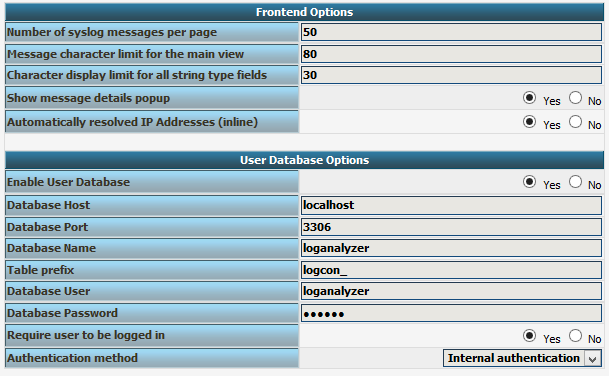 Frontend Options
Number of syslog messages per page 50
Message character limit for the main view 80
Character display limit for all string type fields 30
Show message details popup Yes No
Automatically resolved IP Addresses (inline) Yes No
User Database Options
Enable User Database Yes No
Database Host localhost
Database Port 3306
Database Name loganalyzer
Table prefix logcon_
Database User loganalyzer
Database Password ••••••
Require user to be logged in Yes No
Authentication method Internal authentication